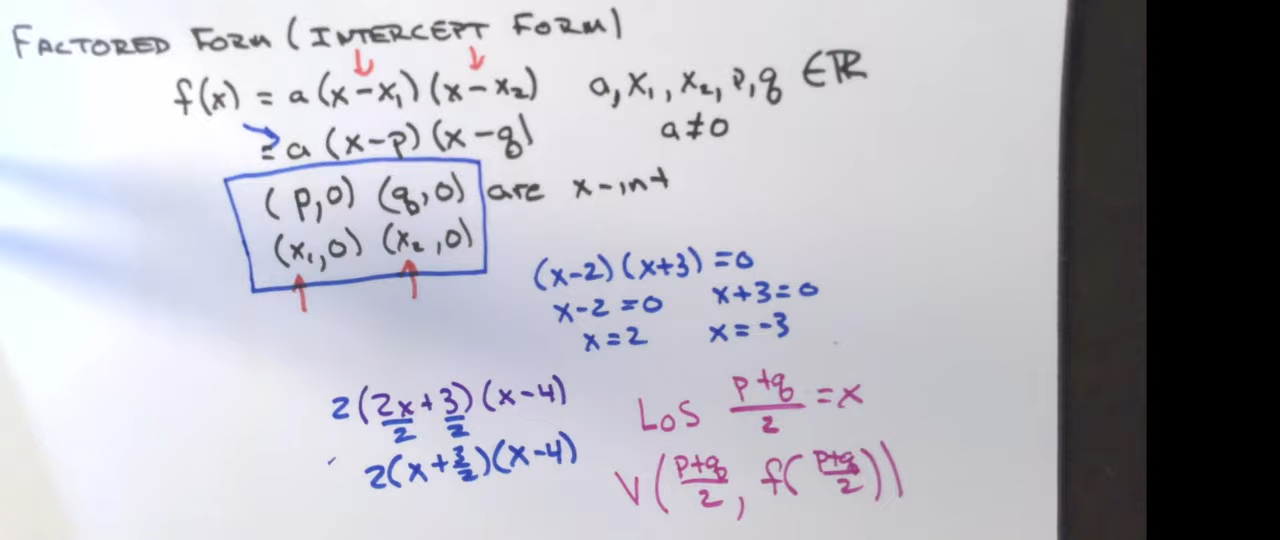 FACTORED FORM (INTERCEPT FORM)
f(x) = a(x-x₁)(x-x₂) a, x₁, x₂, p, q ∈ ℝ
= a(x-p)(x-q) a≠0
(p,0) (q,0) are x-int
(x₁,0) (x₂,0)
(x-2)(x+3)=0
x-2=0 x+3=0
x=2 x=-3
2(2x/2+3/2)(x-4)
2(x+3/2)(x-4)
LoS (p+q)/2 = x
V((p+q)/2, f((p+q)/2))